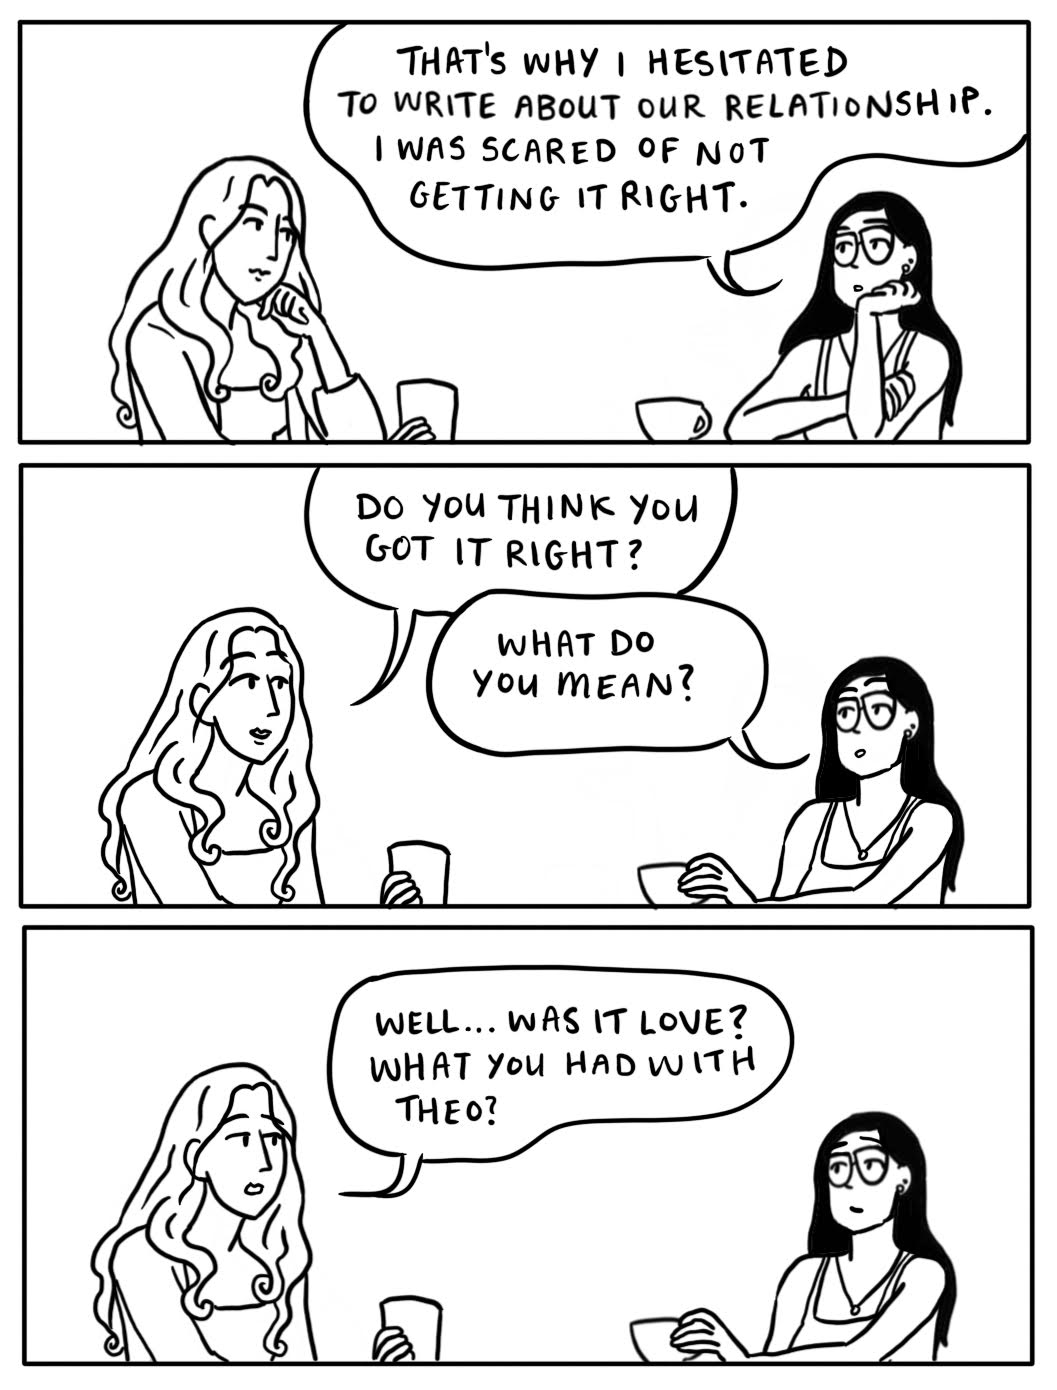 THAT'S WHY I HESITATED
TO WRITE ABOUT OUR RELATIONSHIP.
I WAS SCARED OF NOT
GETTING IT RIGHT.
DO YOU THINK YOU
GOT IT RIGHT?
WHAT DO
YOU MEAN?
WELL... WAS IT LOVE?
WHAT YOU HAD WITH
THEO?